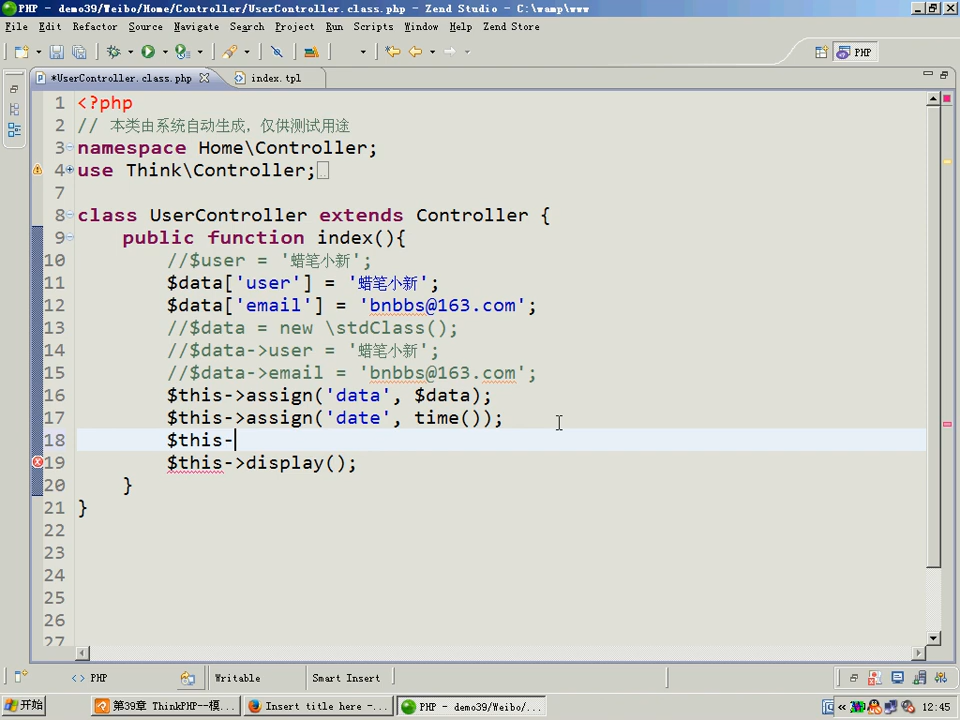 PHP - demo39/Weibo/Home/Controller/UserController.class.php - Zend Studio - C:\wamp\www
File Edit Refactor Source Navigate Search Project Run Scripts Window Help Zend Store
PHP
*UserController.class.php index.tpl
1 <?php
2 // 本类由系统自动生成，仅供测试用途
3 namespace Home\Controller;
4 use Think\Controller;
7
8 class UserController extends Controller {
9 public function index(){
10 //$user = '蜡笔小新';
11 $data['user'] = '蜡笔小新';
12 $data['email'] = 'bnbbs@163.com';
13 //$data = new \stdClass();
14 //$data->user = '蜡笔小新';
15 //$data->email = 'bnbbs@163.com';
16 $this->assign('data', $data);
17 $this->assign('date', time());
18 $this-
19 $this->display();
20 }
21 }
22
23
24
25
26
27
<> PHP Writable Smart Insert
开始 第39章 ThinkPHP--模... Insert title here -... PHP - demo39/Weibo/... « 12:45